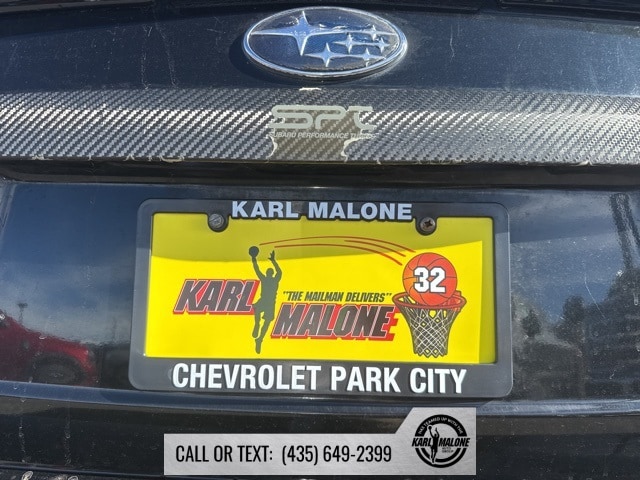 SPT
SUBARU PERFORMANCE TUNING
KARL MALONE
32
"THE MAILMAN DELIVERS"
KARL
MALONE
CHEVROLET PARK CITY
CALL OR TEXT: (435) 649-2399
KARL MALONE